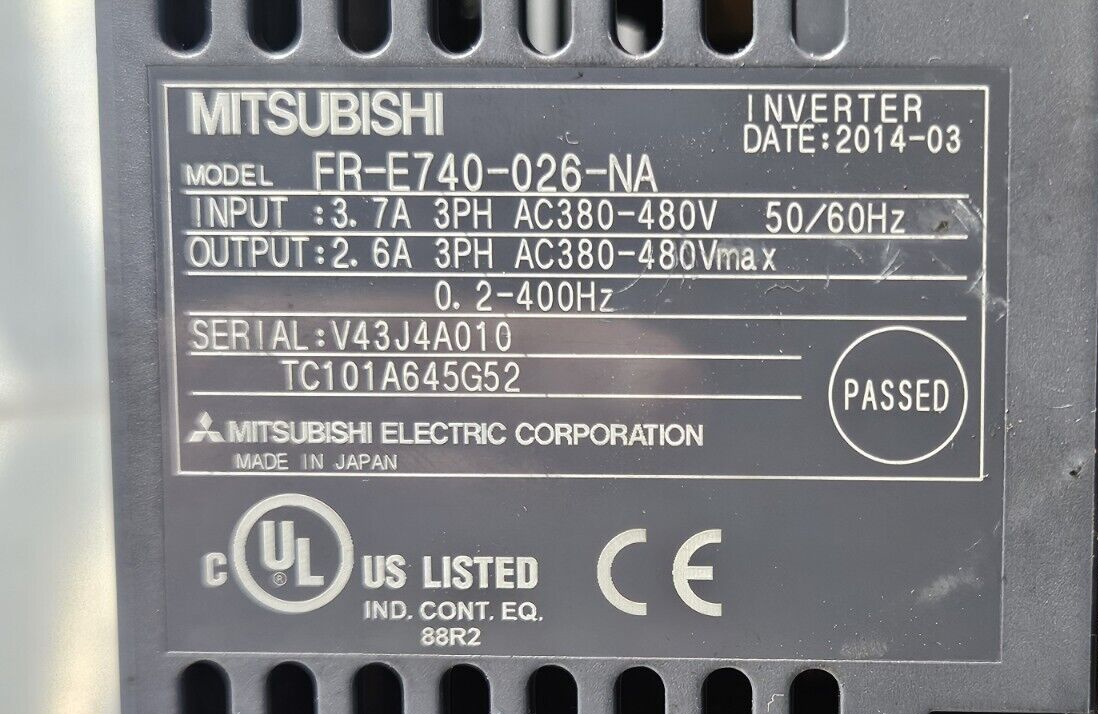 MITSUBISHI
INVERTER
DATE:2014-03
MODEL FR-E740-026-NA
INPUT :3.7A 3PH AC380-480V 50/60Hz
OUTPUT:2.6A 3PH AC380-480Vmax
0.2-400Hz
SERIAL:V43J4A010
TC101A645G52
PASSED
MITSUBISHI ELECTRIC CORPORATION
MADE IN JAPAN
C UL® US LISTED
IND. CONT. EQ.
88R2
CE